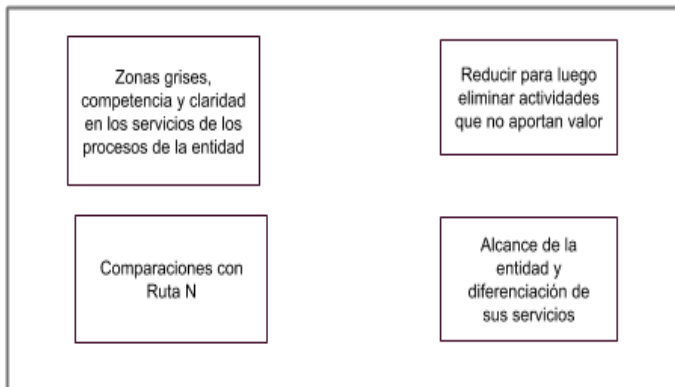 Zonas grises,
competencia y claridad
en los servicios de los
procesos de la entidad
Reducir para luego
eliminar actividades
que no aportan valor
Comparaciones con
Ruta N
Alcance de la
entidad y
diferenciación de
sus servicios